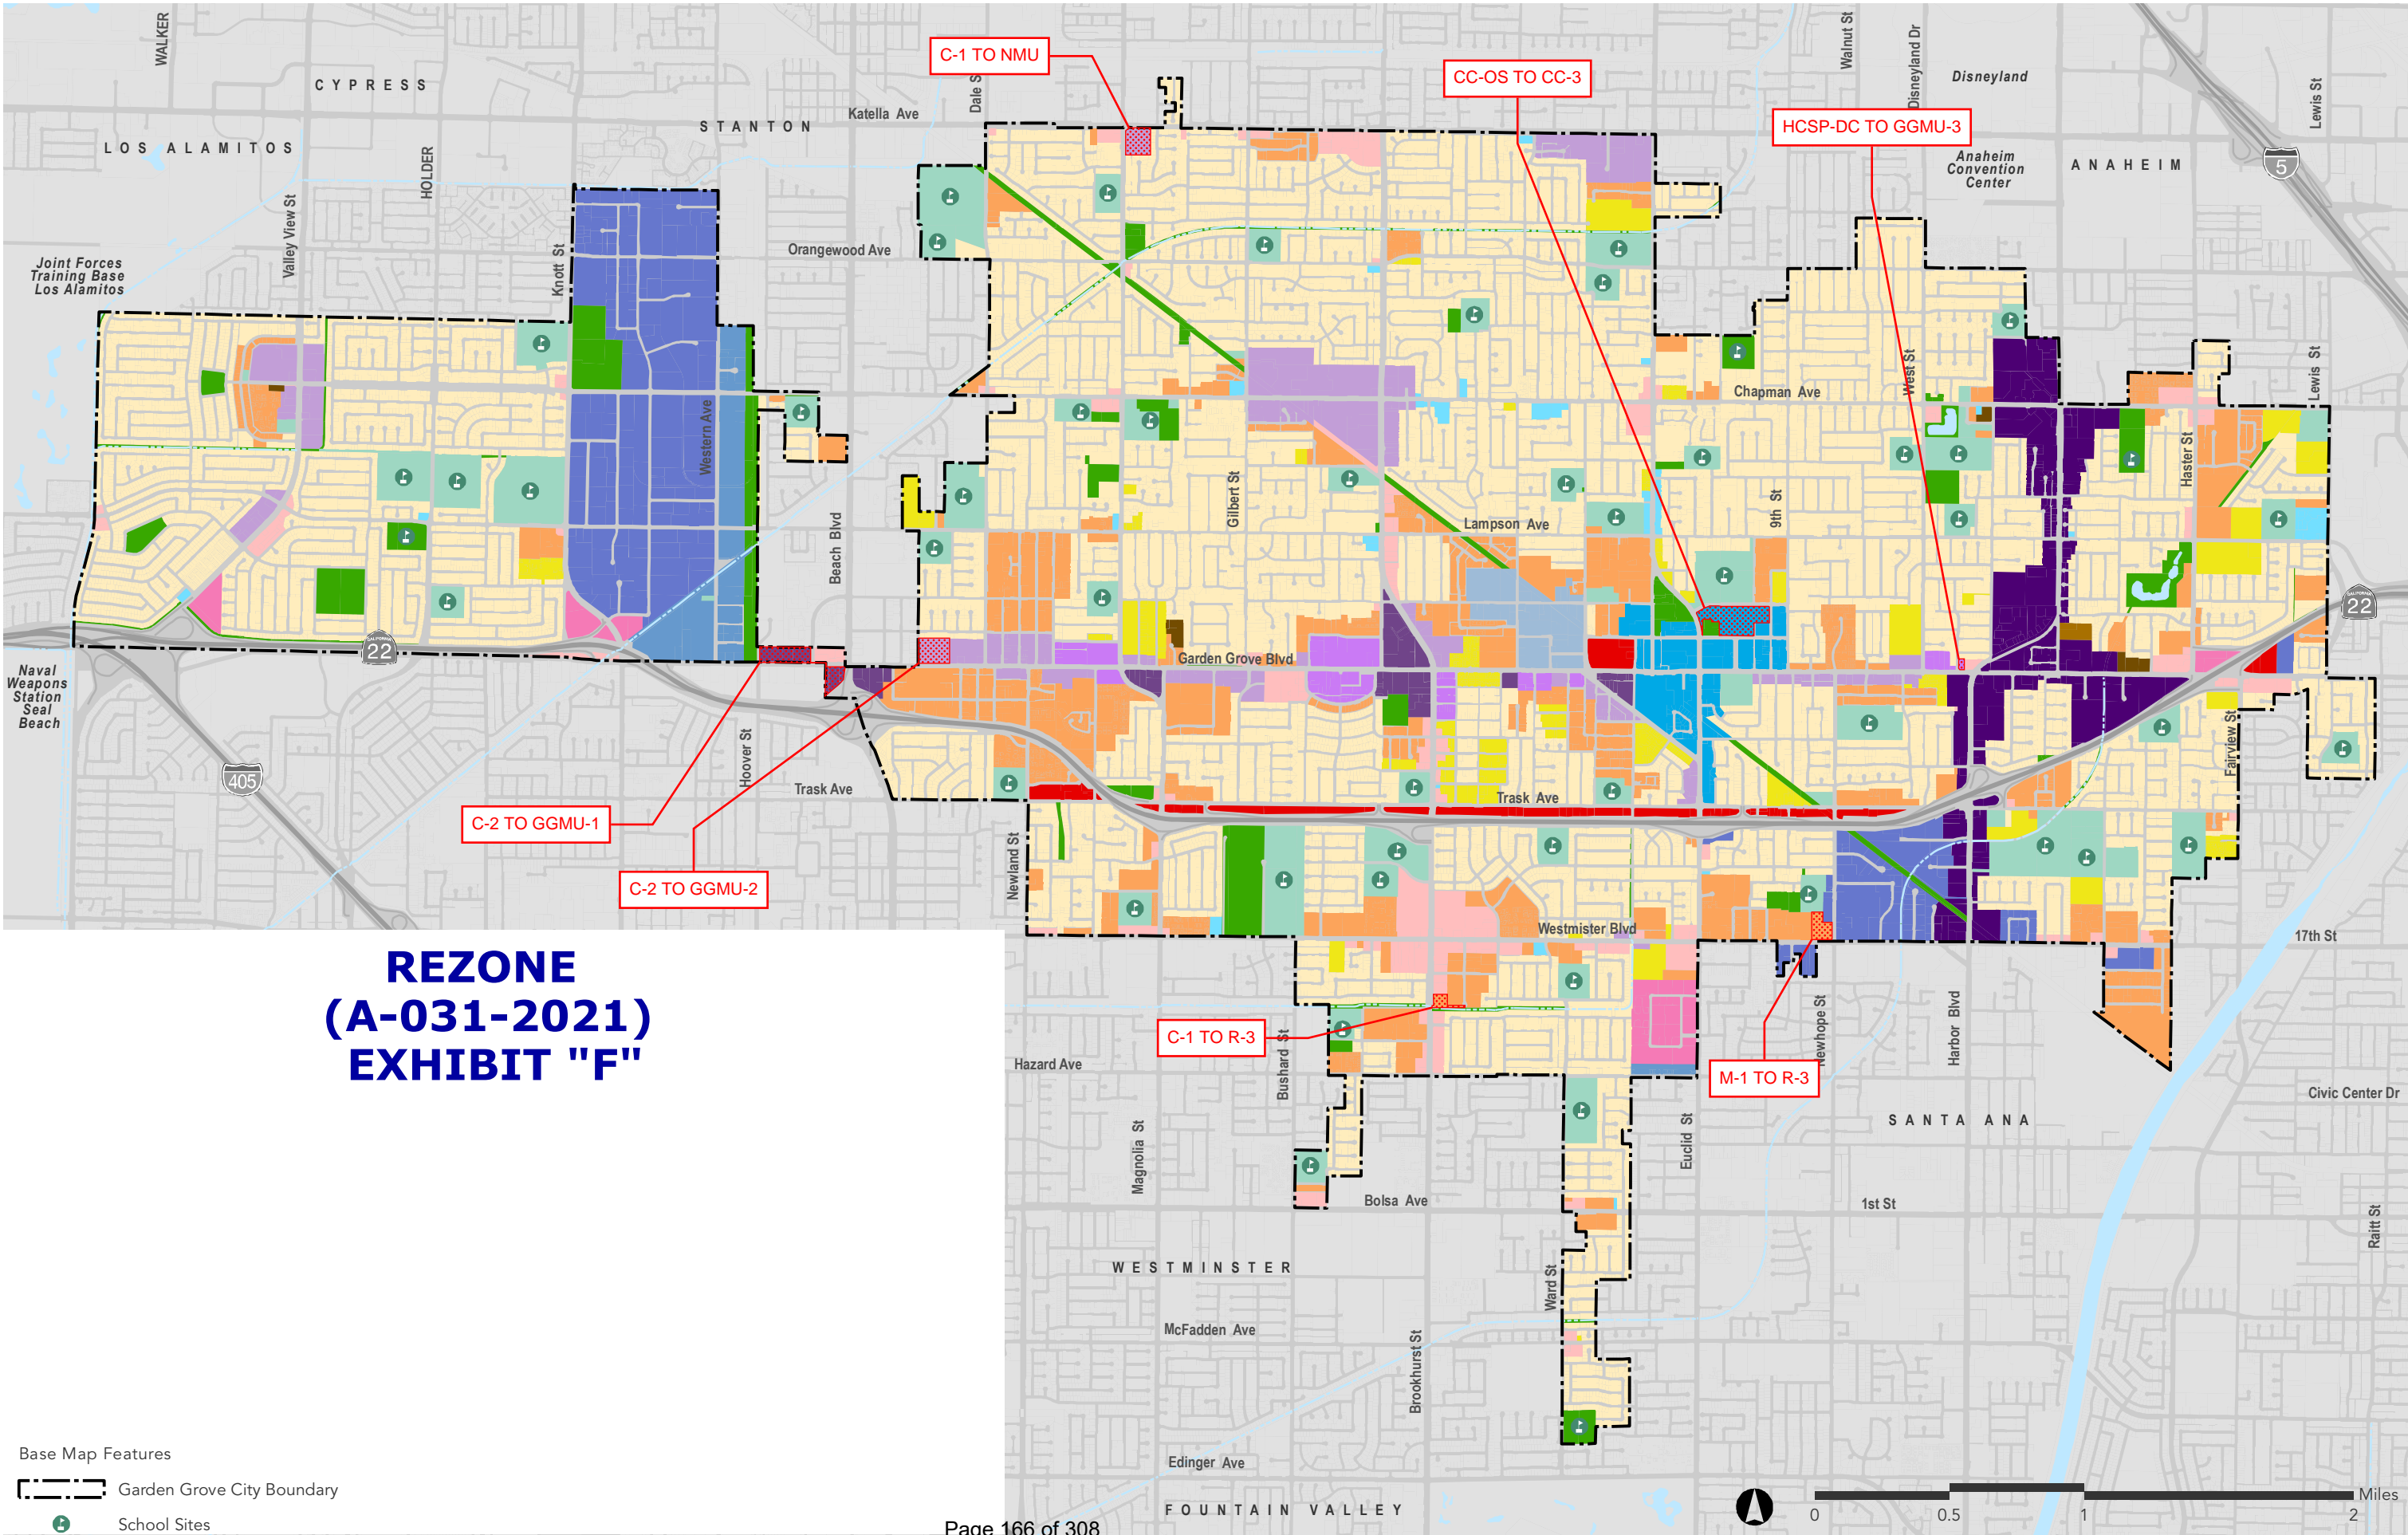 WALKER
CYPRESS
LOS ALAMITOS
HOLDER
STANTON
Katella Ave
Dale S
C-1 TO NMU
CC-OS TO CC-3
HCSP-DC TO GGMU-3
Walnut St
Disneyland Dr
Disneyland
Anaheim
Convention
Center
ANAHEIM
Lewis St
5
Joint Forces
Training Base
Los Alamitos
Valley View St
Knott St
Orangewood Ave
Western Ave
Beach Blvd
Gilbert St
Chapman Ave
West St
Lewis St
Haster St
9th St
Lampson Ave
22
22
Garden Grove Blvd
Naval
Weapons
Station
Seal
Beach
405
Hoover St
Trask Ave
Trask Ave
Fairview St
C-2 TO GGMU-1
C-2 TO GGMU-2
Newland St
Westmister Blvd
17th St
REZONE
(A-031-2021)
EXHIBIT "F"
C-1 TO R-3
M-1 TO R-3
Newhope St
Harbor Blvd
Hazard Ave
Bushard St
Magnolia St
Euclid St
SANTA ANA
Civic Center Dr
Bolsa Ave
1st St
Raitt St
WESTMINSTER
Ward St
McFadden Ave
Brookhurst St
Edinger Ave
FOUNTAIN VALLEY
Base Map Features
Garden Grove City Boundary
School Sites
Page 166 of 308
0 0.5 1 2 Miles